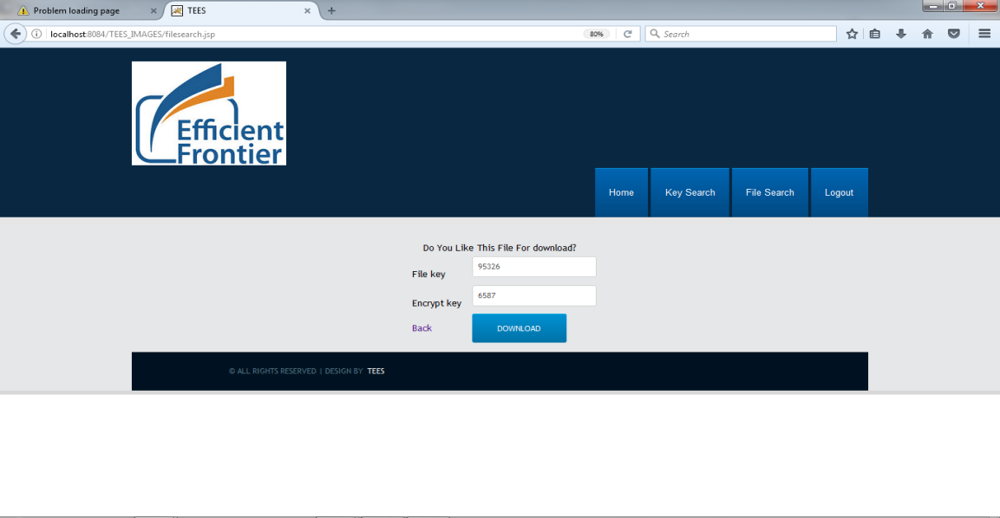 Problem loading page
TEES
localhost:8084/TEES_IMAGES/filesearch.jsp
80%
Search
Efficient
Frontier
Home Key Search File Search Logout
Do You Like This File For download?
File key 95326
Encrypt key 6587
Back DOWNLOAD
© ALL RIGHTS RESERVED | DESIGN BY TEES